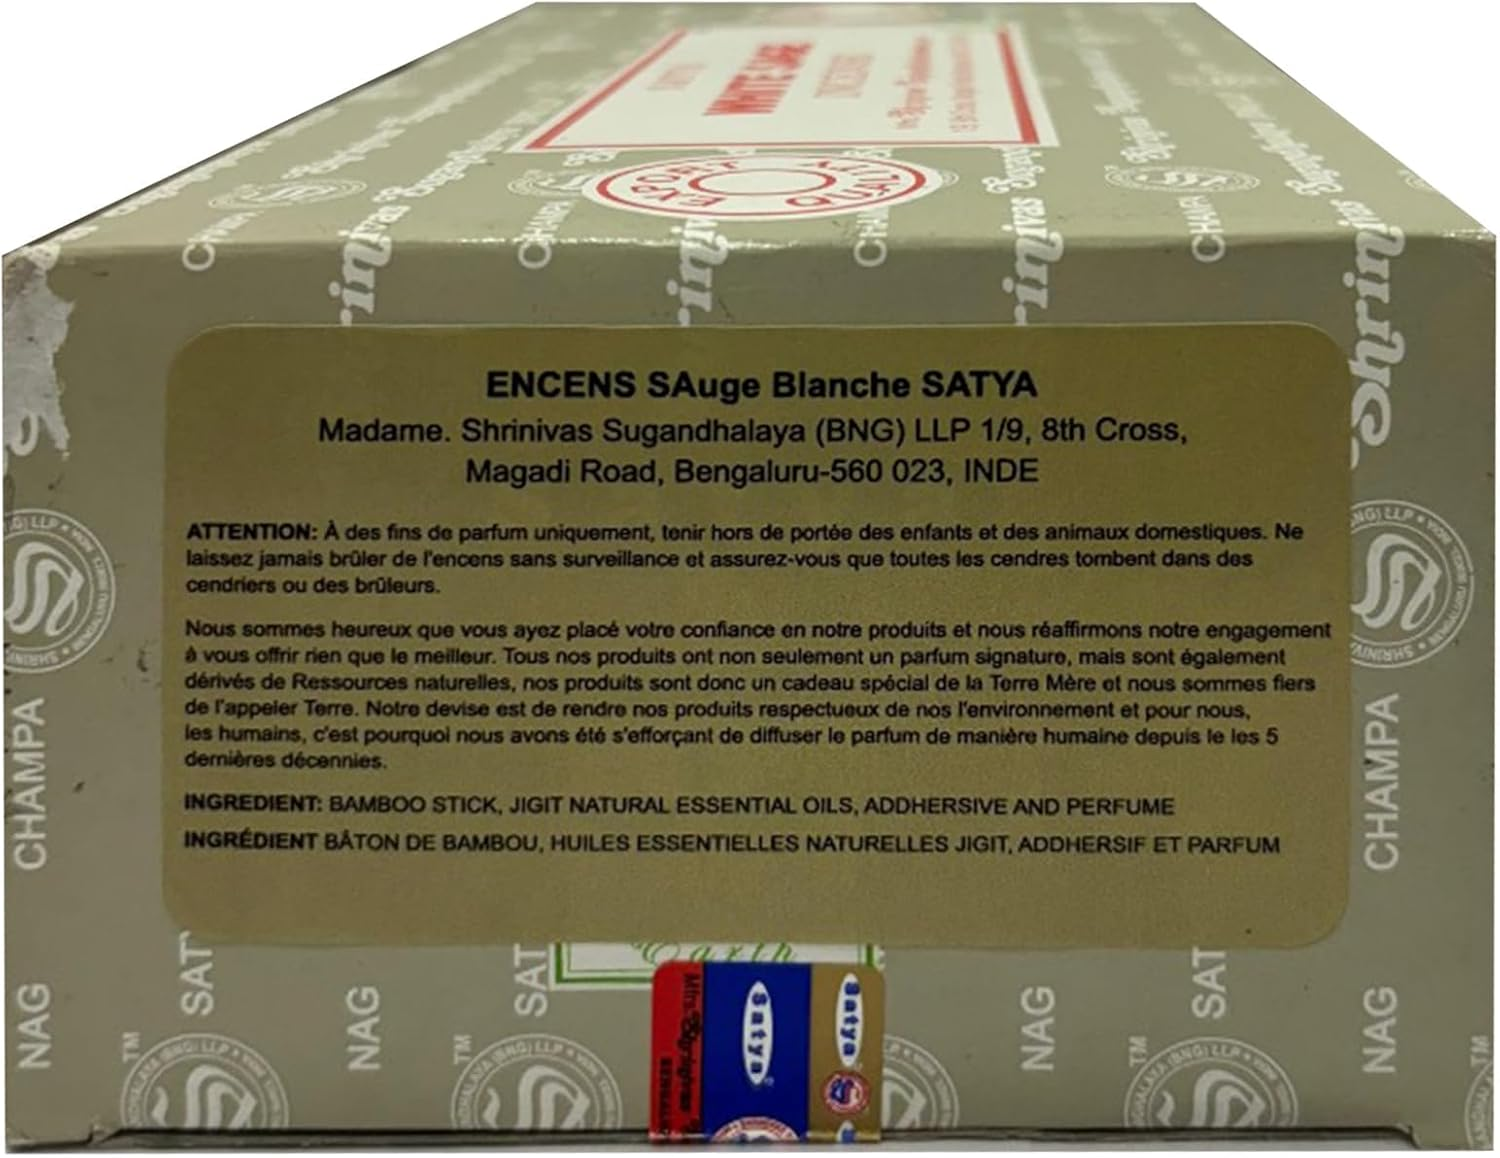 WHITE SAGE
INCENSE
EXPORT QUALITY
ENCENS SAuge Blanche SATYA
Madame. Shrinivas Sugandhalaya (BNG) LLP 1/9, 8th Cross,
Magadi Road, Bengaluru-560 023, INDE
ATTENTION: À des fins de parfum uniquement, tenir hors de portée des enfants et des animaux domestiques. Ne
laissez jamais brûler de l'encens sans surveillance et assurez-vous que toutes les cendres tombent dans des
cendriers ou des brûleurs.
Nous sommes heureux que vous ayez placé votre confiance en notre produits et nous réaffirmons notre engagement
à vous offrir rien que le meilleur. Tous nos produits ont non seulement un parfum signature, mais sont également
dérivés de Ressources naturelles, nos produits sont donc un cadeau spécial de la Terre Mère et nous sommes fiers
de l'appeler Terre. Notre devise est de rendre nos produits respectueux de nos l'environnement et pour nous,
les humains, c'est pourquoi nous avons été s'efforçant de diffuser le parfum de manière humaine depuis le les 5
dernières décennies.
INGREDIENT: BAMBOO STICK, JIGIT NATURAL ESSENTIAL OILS, ADDHERSIVE AND PERFUME
INGRÉDIENT BÂTON DE BAMBOU, HUILES ESSENTIELLES NATURELLES JIGIT, ADDHERSIF ET PARFUM
Earth
Satya
Satya
CHAMPA
NAG
NAG
NAG
CHAMPA
NAG